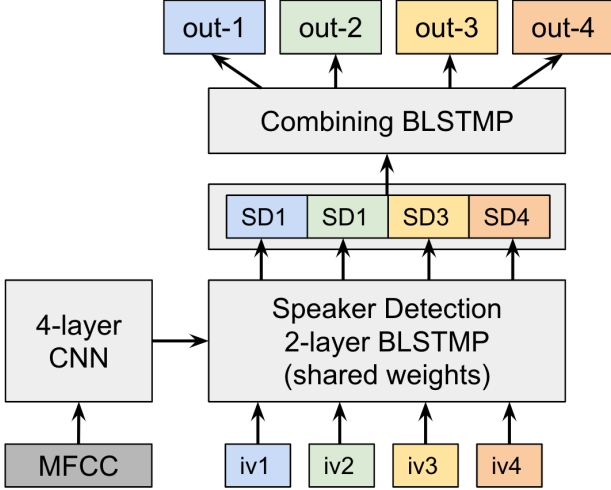 out-1 out-2 out-3 out-4
Combining BLSTMP
SD1 SD1 SD3 SD4
4-layer
CNN
Speaker Detection
2-layer BLSTMP
(shared weights)
MFCC
iv1 iv2 iv3 iv4